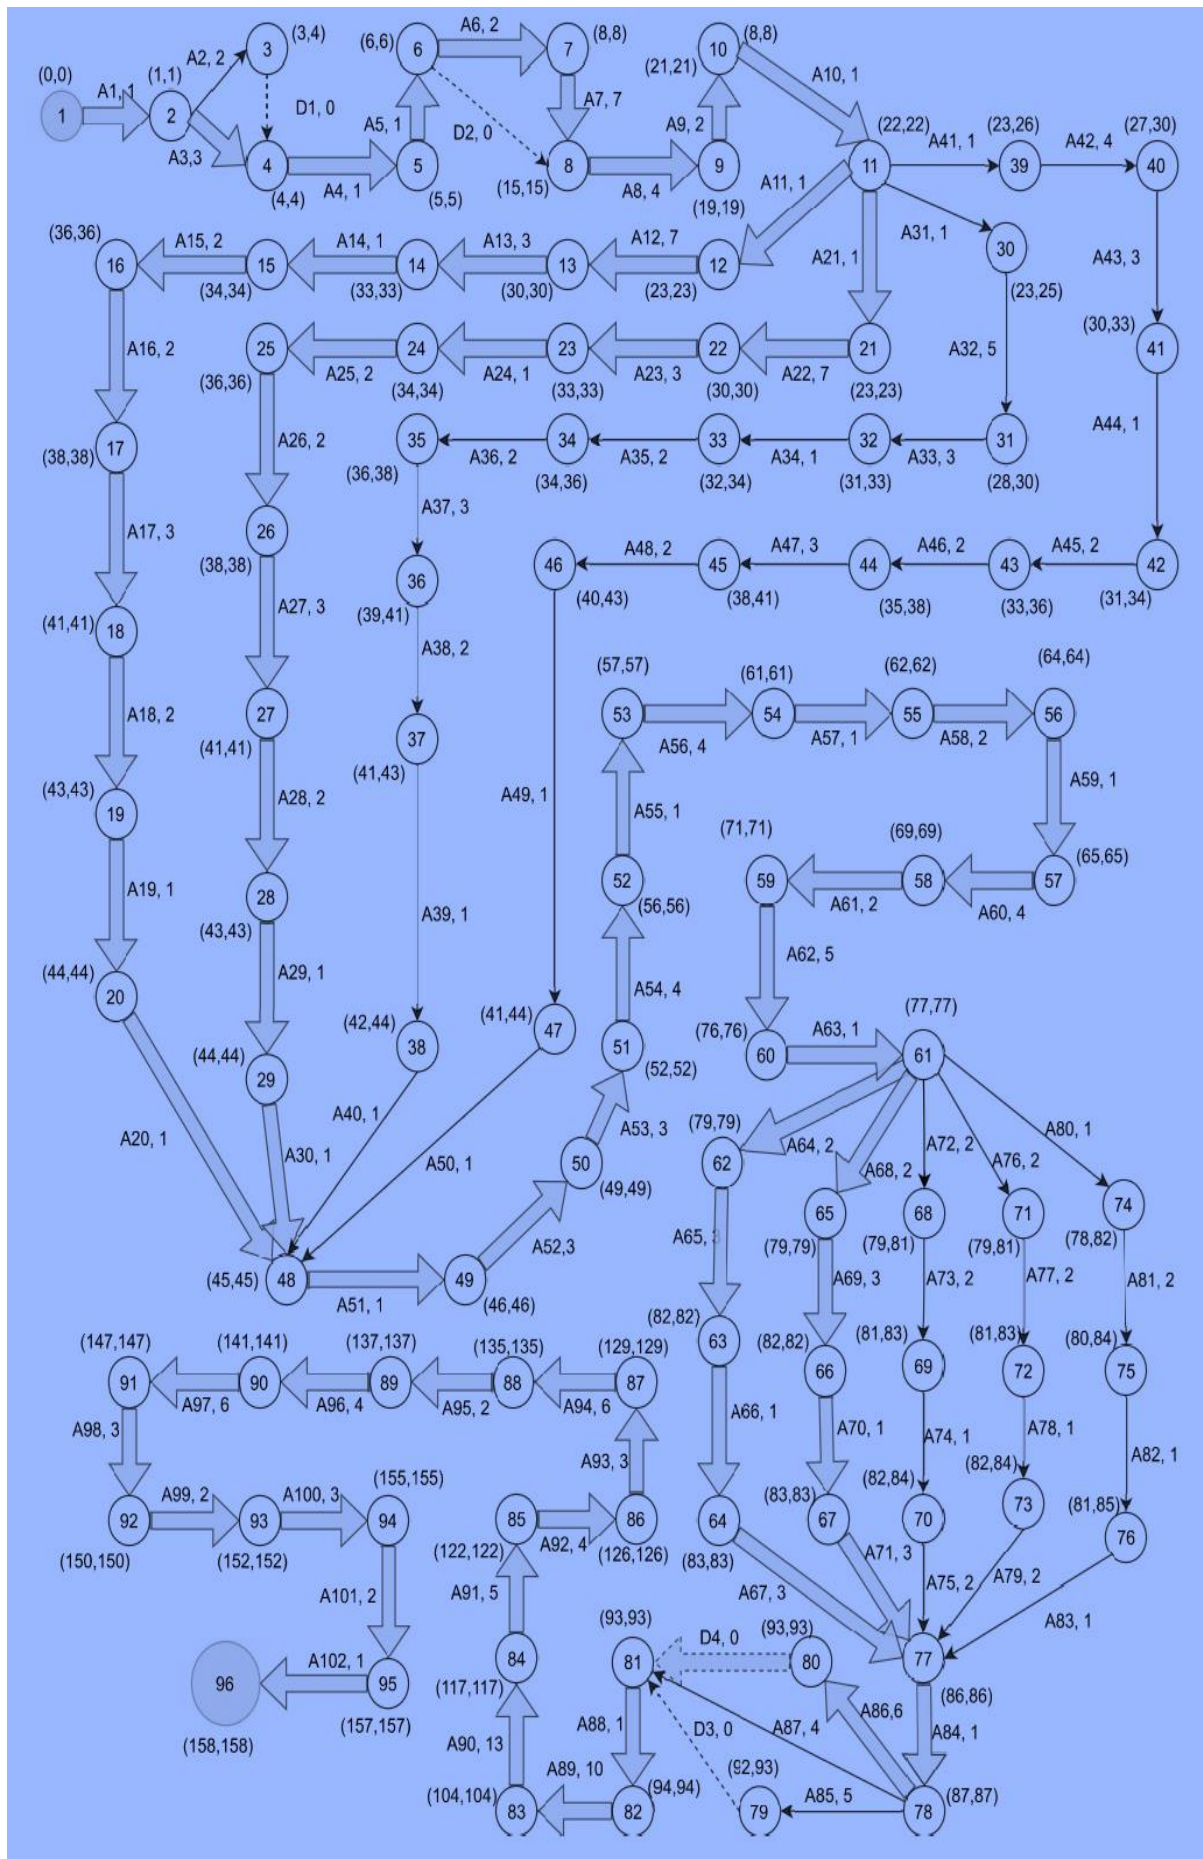 (3,4) A6, 2 (8,8) (8,8)
(0,0) A2, 2 3 (6,6) 6 7 10
A1, 1 (1,1) (21,21) A10, 1
1 2 D1, 0 A5, 1 D2, 0 A7, 7 A9, 2 (22,22) A41, 1 (23,26) A42, 4 (27,30)
A3,3 4 A4, 1 5 8 A8, 4 9 A11, 1 11 39 40
(4,4) (5,5) (15,15) (19,19) A31, 1
(36,36) A15, 2 A14, 1 A13, 3 A12, 7 A21, 1 30 A43, 3
16 15 14 13 12
(34,34) (33,33) (30,30) (23,23) (23,25)
A16, 2 25 24 23 22 21 A32, 5 (30,33) 41
(36,36) A25, 2 (34,34) A24, 1 (33,33) A23, 3 (30,30) A22, 7 (23,23)
A44, 1
17 A26, 2 35 34 33 32 31
(38,38) (36,38) A36, 2 (34,36) A35, 2 (32,34) A34, 1 (31,33) A33, 3 (28,30)
A37, 3
A17, 3 26
(38,38) 36 46 A48, 2 45 A47, 3 44 A46, 2 43 A45, 2 42
(39,41) (40,43) (38,41) (35,38) (33,36) (31,34)
(41,41) 18 A27, 3 A38, 2
(57,57) (61,61) (62,62) (64,64)
A18, 2 27 37 53 54 55 56
(41,41) (41,43) A56, 4 A57, 1 A58, 2
(43,43) 19 A28, 2 A49, 1 A55, 1 A59, 1
(71,71) (69,69) (65,65)
A19, 1 28 A39, 1 52 59 58 57
(43,43) (56,56) A61, 2 A60, 4
(44,44) A29, 1 A54, 4 A62, 5
20 (77,77)
(44,44) (42,44) 38 (41,44) 47 51 (76,76) 60 A63, 1 61
29 (52,52)
A20, 1 A30, 1 A40, 1 A50, 1 A53, 3 (79,79) A64, 2 A68, 2 A72, 2 A76, 2 A80, 1
50 62
(49,49) 65 68 71 74
A52,3 A65, 3 (79,79) (79,81) (79,81) (78,82)
(45,45) 48 A51, 1 49 (46,46) A69, 3 A73, 2 A77, 2 A81, 2
(82,82) 63 (82,82) (81,83) (81,83) (80,84)
(147,147) (141,141) (137,137) (135,135) (129,129) 66 69 72 75
91 90 89 88 87
A97, 6 A96, 4 A95, 2 A94, 6 A66, 1 A70, 1 A74, 1 A78, 1 A82, 1
A98, 3 A93, 3
A99, 2 A100, 3 (155,155) (83,83) (82,84) (82,84) (81,85)
92 93 94 85 86 64 67 70 73 76
(150,150) (152,152) (122,122) A92, 4 (126,126) (83,83) A71, 3 A75, 2 A79, 2
A101, 2 A91, 5 A67, 3 A83, 1
(93,93) D4, 0 (93,93)
96 A102, 1 95 84 81 80 77
(158,158) (157,157) (117,117) A88, 1 D3, 0 A87, 4 A86,6 (86,86)
A90, 13 A89, 10 (92,93) A84, 1
(104,104) 83 82 (94,94) 79 A85, 5 78 (87,87)